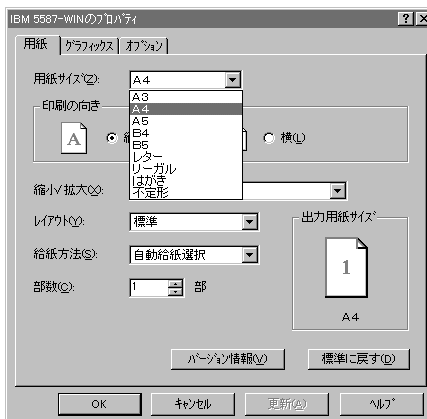 IBM 5587-WINのﾌﾟﾛﾊﾟﾃｨ
用紙 ｸﾞﾗﾌｨｯｸｽ ｵﾌﾟｼｮﾝ
用紙サイズ(Z): A4
A3
A4
A5
B4
B5
レター
リーガル
はがき
不定形
印刷の向き
A 横(L)
縮小/拡大(X):
ﾚｲｱｳﾄ(Y): 標準
給紙方法(S): 自動給紙選択
部数(C): 1 部
出力用紙サイズ
1
A4
ﾊﾞｰｼﾞｮﾝ情報(V) 標準に戻す(D)
OK ｷｬﾝｾﾙ 更新(A) ﾍﾙﾌﾟ